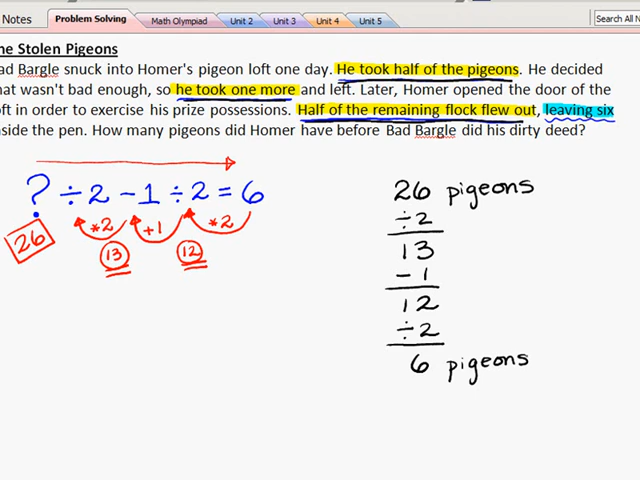 Notes
Problem Solving
Math Olympiad
Unit 2
Unit 3
Unit 4
Unit 5
Search All N
he Stolen Pigeons
ad Bargle snuck into Homer's pigeon loft one day. He took half of the pigeons. He decided
hat wasn't bad enough, so he took one more and left. Later, Homer opened the door of the
oft in order to exercise his prize possessions. Half of the remaining flock flew out, leaving six
nside the pen. How many pigeons did Homer have before Bad Bargle did his dirty deed?
? ÷ 2 − 1 ÷ 2 = 6
*2 +1 *2
26
13 12
26 pigeons
÷2
13
− 1
12
÷2
6 pigeons